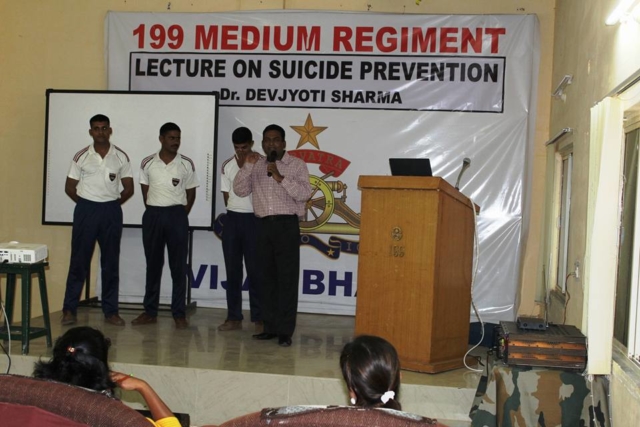 199 MEDIUM REGIMENT
LECTURE ON SUICIDE PREVENTION
Dr. DEVJYOTI SHARMA